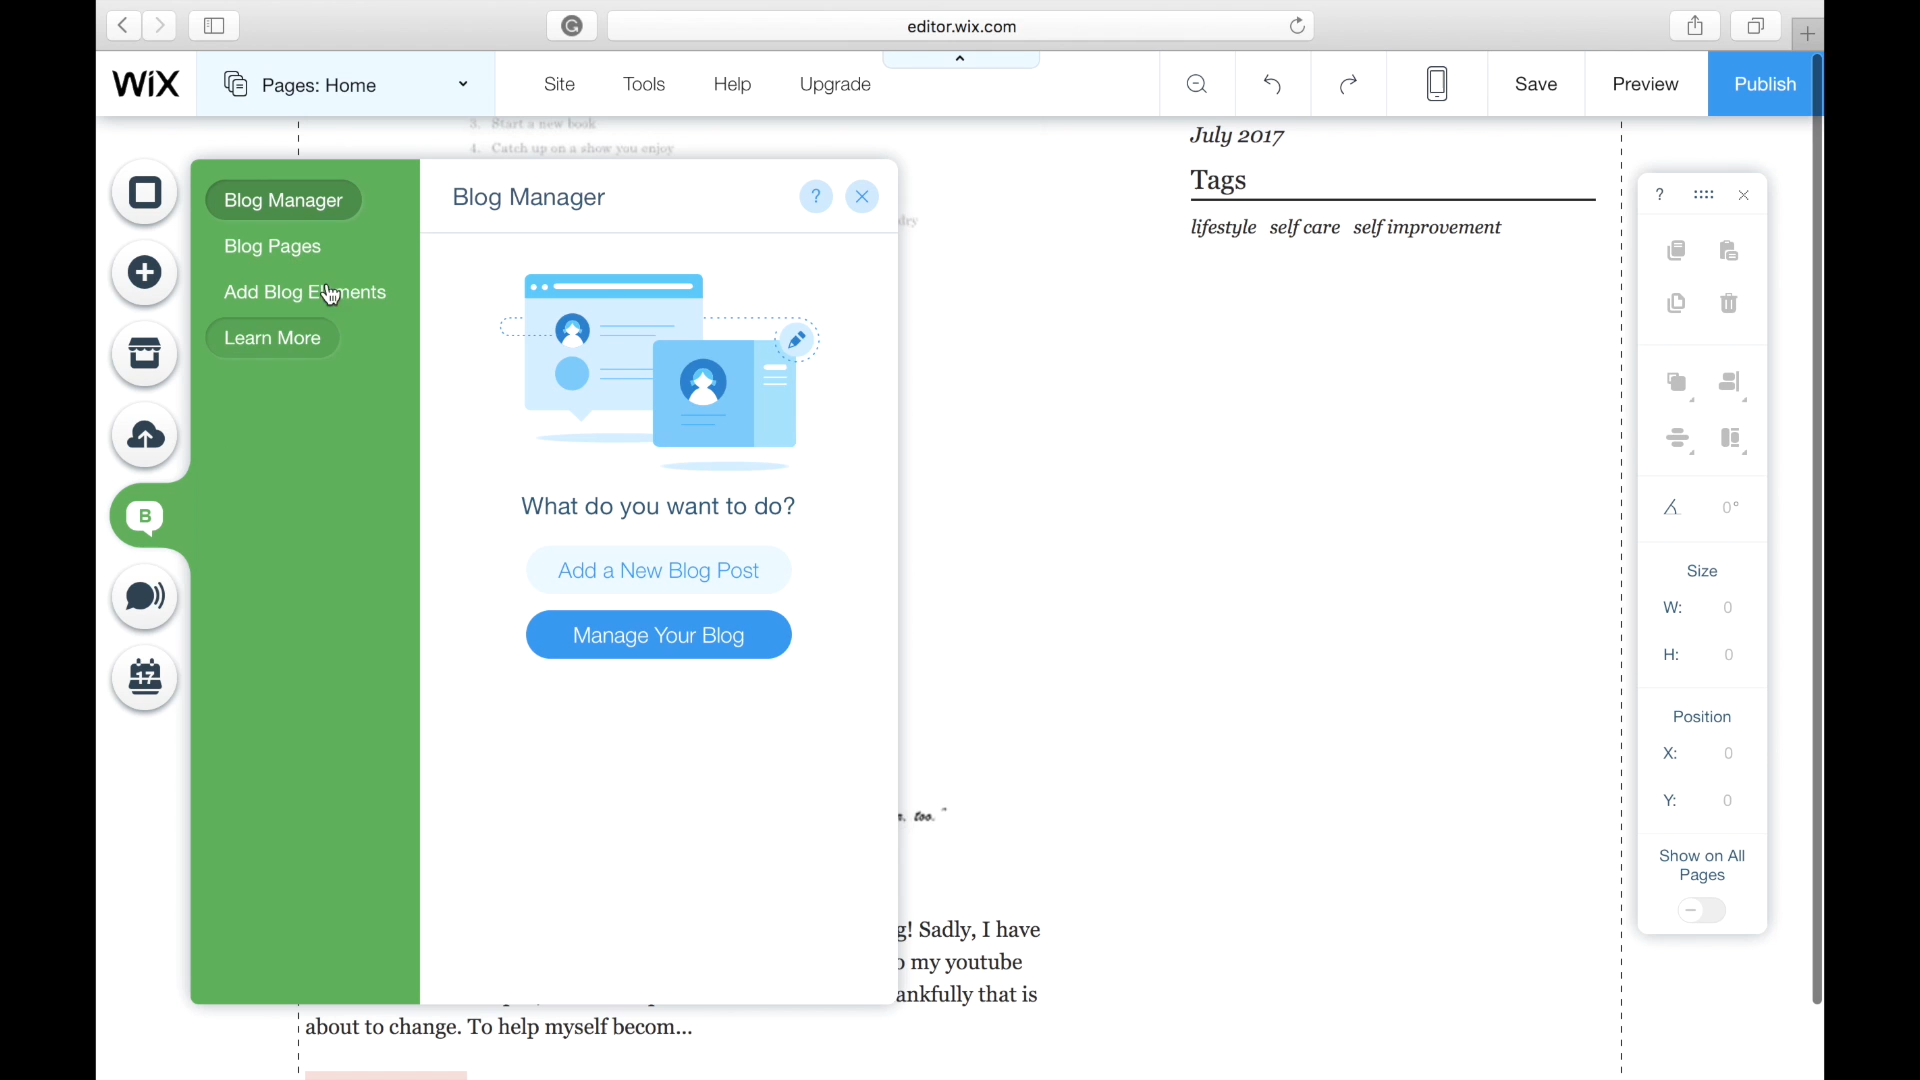 editor.wix.com
WiX
Pages: Home
Site
Tools
Help
Upgrade
Save
Preview
Publish
3. Start a new book
4. Catch up on a show you enjoy
July 2017
Tags
lifestyle self care self improvement
Blog Manager
Blog Pages
Add Blog Elements
Learn More
Blog Manager
?
dry
What do you want to do?
Add a New Blog Post
Manage Your Blog
B
17
?
0°
Size
W: 0
H: 0
Position
X: 0
Y: 0
Show on All
Pages
too."
g! Sadly, I have
o my youtube
ankfully that is
about to change. To help myself becom...